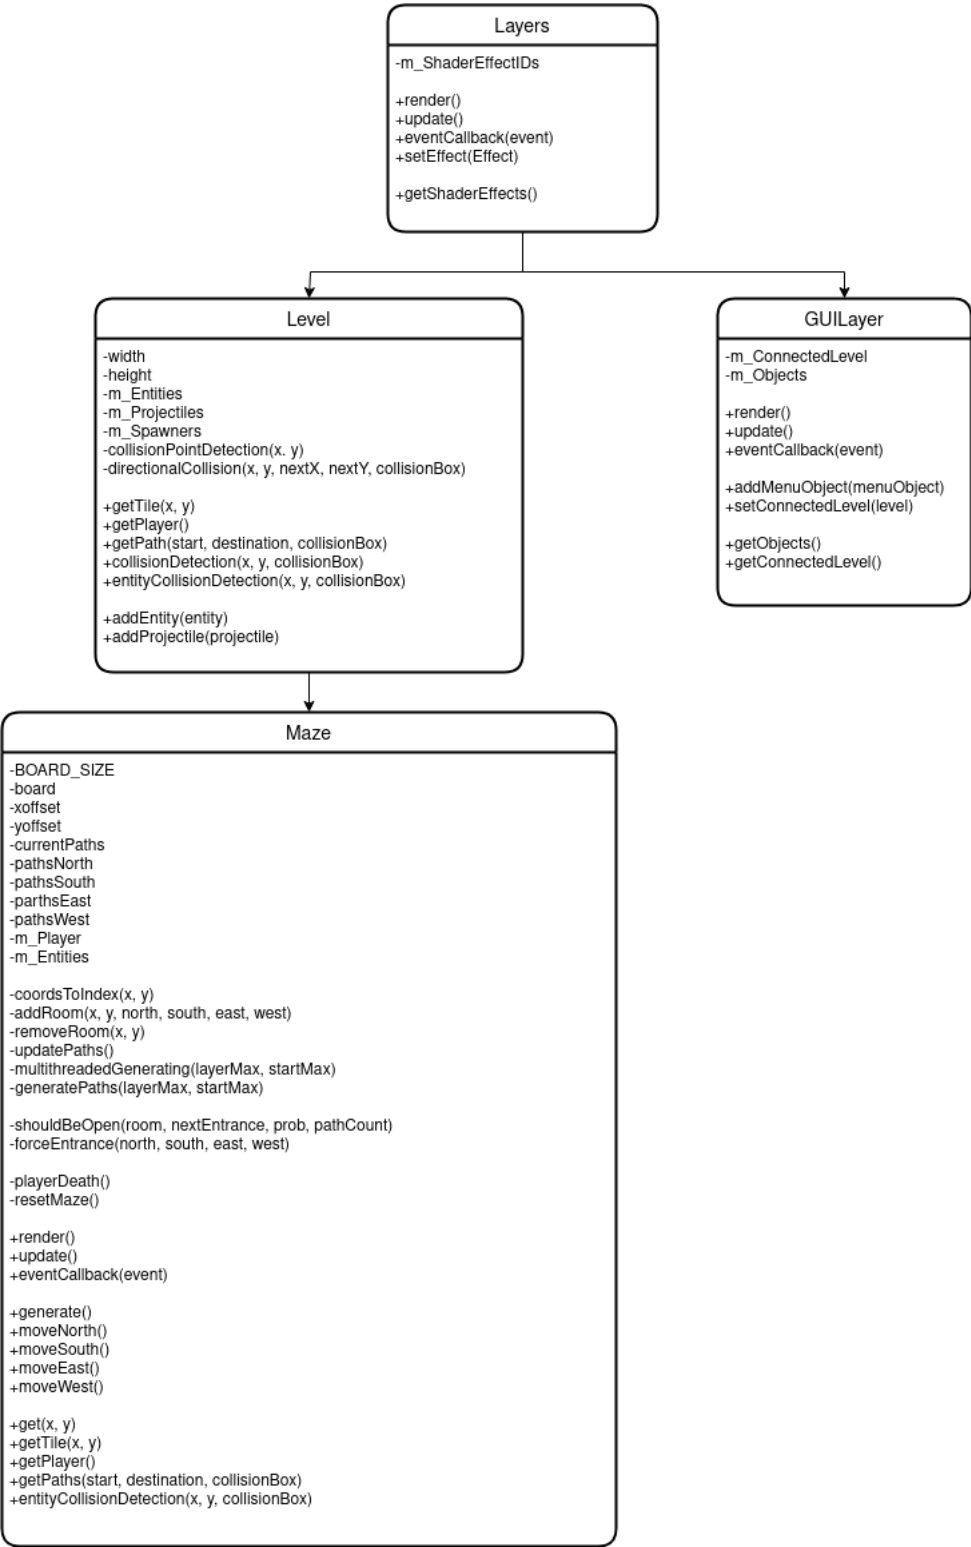 Layers
-m_ShaderEffectIDs
+render()
+update()
+eventCallback(event)
+setEffect(Effect)
+getShaderEffects()
Level
-width
-height
-m_Entities
-m_Projectiles
-m_Spawners
-collisionPointDetection(x. y)
-directionalCollision(x, y, nextX, nextY, collisionBox)
+getTile(x, y)
+getPlayer()
+getPath(start, destination, collisionBox)
+collisionDetection(x, y, collisionBox)
+entityCollisionDetection(x, y, collisionBox)
+addEntity(entity)
+addProjectile(projectile)
GUILayer
-m_ConnectedLevel
-m_Objects
+render()
+update()
+eventCallback(event)
+addMenuObject(menuObject)
+setConnectedLevel(level)
+getObjects()
+getConnectedLevel()
Maze
-BOARD_SIZE
-board
-xoffset
-yoffset
-currentPaths
-pathsNorth
-pathsSouth
-parthsEast
-pathsWest
-m_Player
-m_Entities
-coordsToIndex(x, y)
-addRoom(x, y, north, south, east, west)
-removeRoom(x, y)
-updatePaths()
-multithreadedGenerating(layerMax, startMax)
-generatePaths(layerMax, startMax)
-shouldBeOpen(room, nextEntrance, prob, pathCount)
-forceEntrance(north, south, east, west)
-playerDeath()
-resetMaze()
+render()
+update()
+eventCallback(event)
+generate()
+moveNorth()
+moveSouth()
+moveEast()
+moveWest()
+get(x, y)
+getTile(x, y)
+getPlayer()
+getPaths(start, destination, collisionBox)
+entityCollisionDetection(x, y, collisionBox)